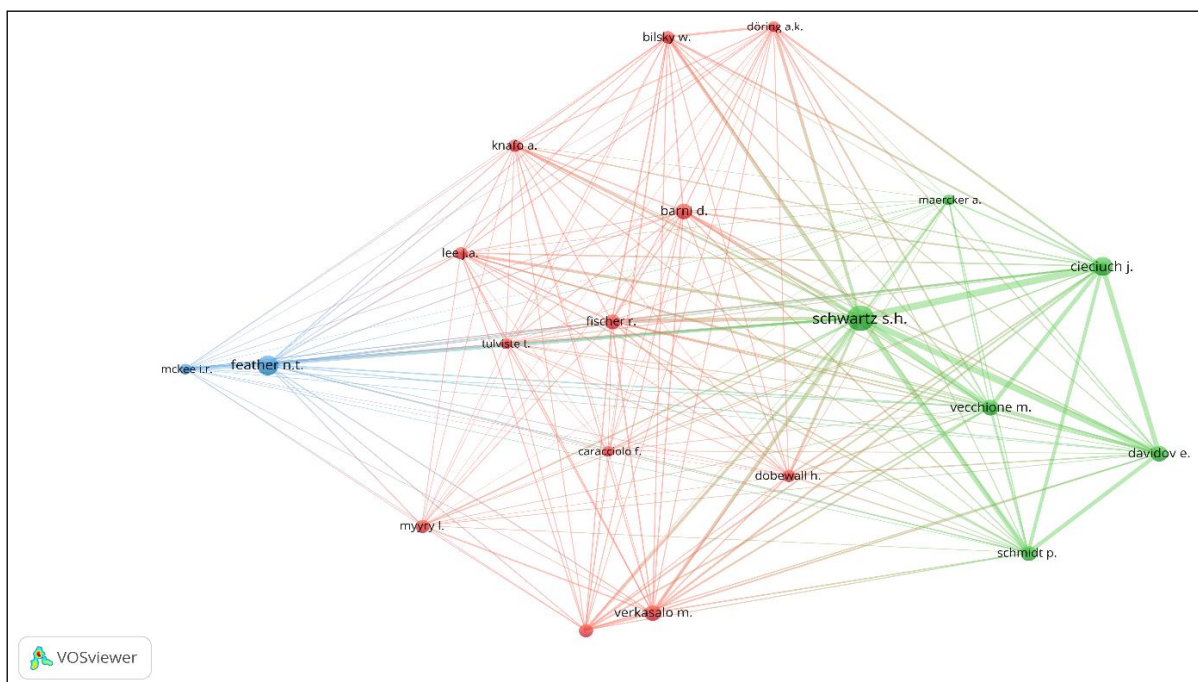 bilsky w.
döring a.k.
knafo a.
maercker a.
barni d.
lee j.a.
cieciuch j.
schwartz s.h.
fischer r.
tulviste t.
mckee i.r.
feather n.t.
vecchione m.
caracciolo f.
davidov e.
dobewall h.
myyry l.
schmidt p.
verkasalo m.
VOSviewer